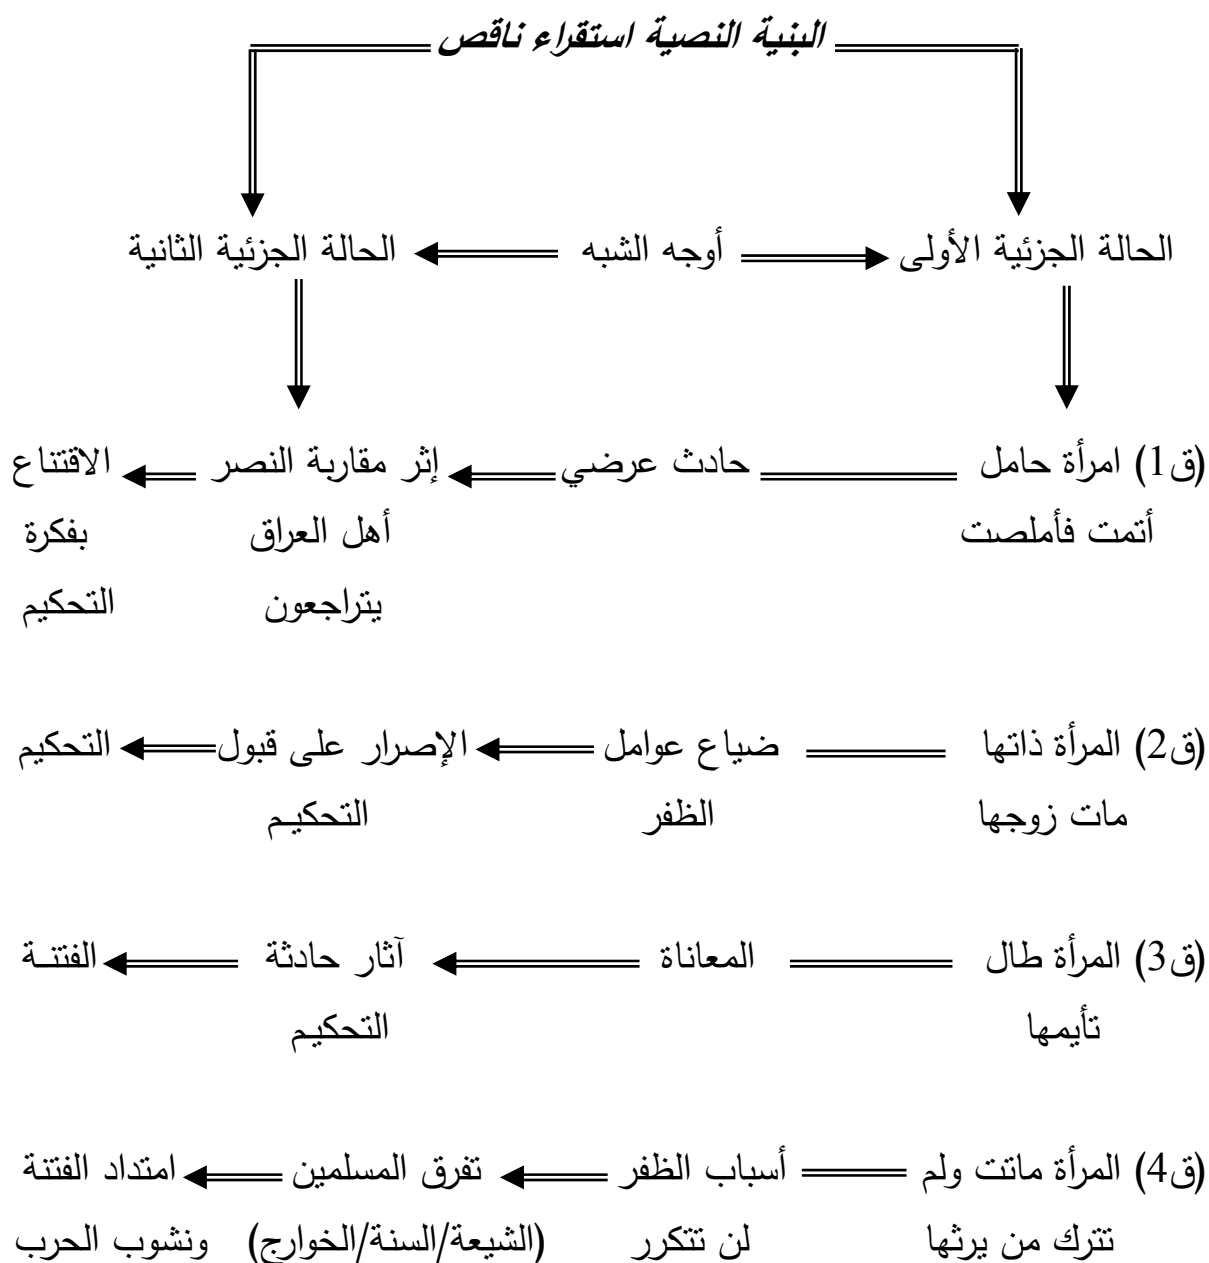 البنية النصية استقراء ناقص
الحالة الجزئية الأولى أوجه الشبه الحالة الجزئية الثانية
(ق1) امرأة حامل حادث عرضي إثر مقاربة النصر الاقتناع
أتمت فأملصت أهل العراق بفكرة
يتراجعون التحكيم
(ق2) المرأة ذاتها ضياع عوامل الإصرار على قبول التحكيم
مات زوجها الظفر التحكيم
(ق3) المرأة طال المعاناة آثار حادثة الفتنة
تأيمها التحكيم
(ق4) المرأة ماتت ولم أسباب الظفر تفرق المسلمين امتداد الفتنة
تترك من يرثها لن تتكرر (الشيعة/السنة/الخوارج) ونشوب الحرب